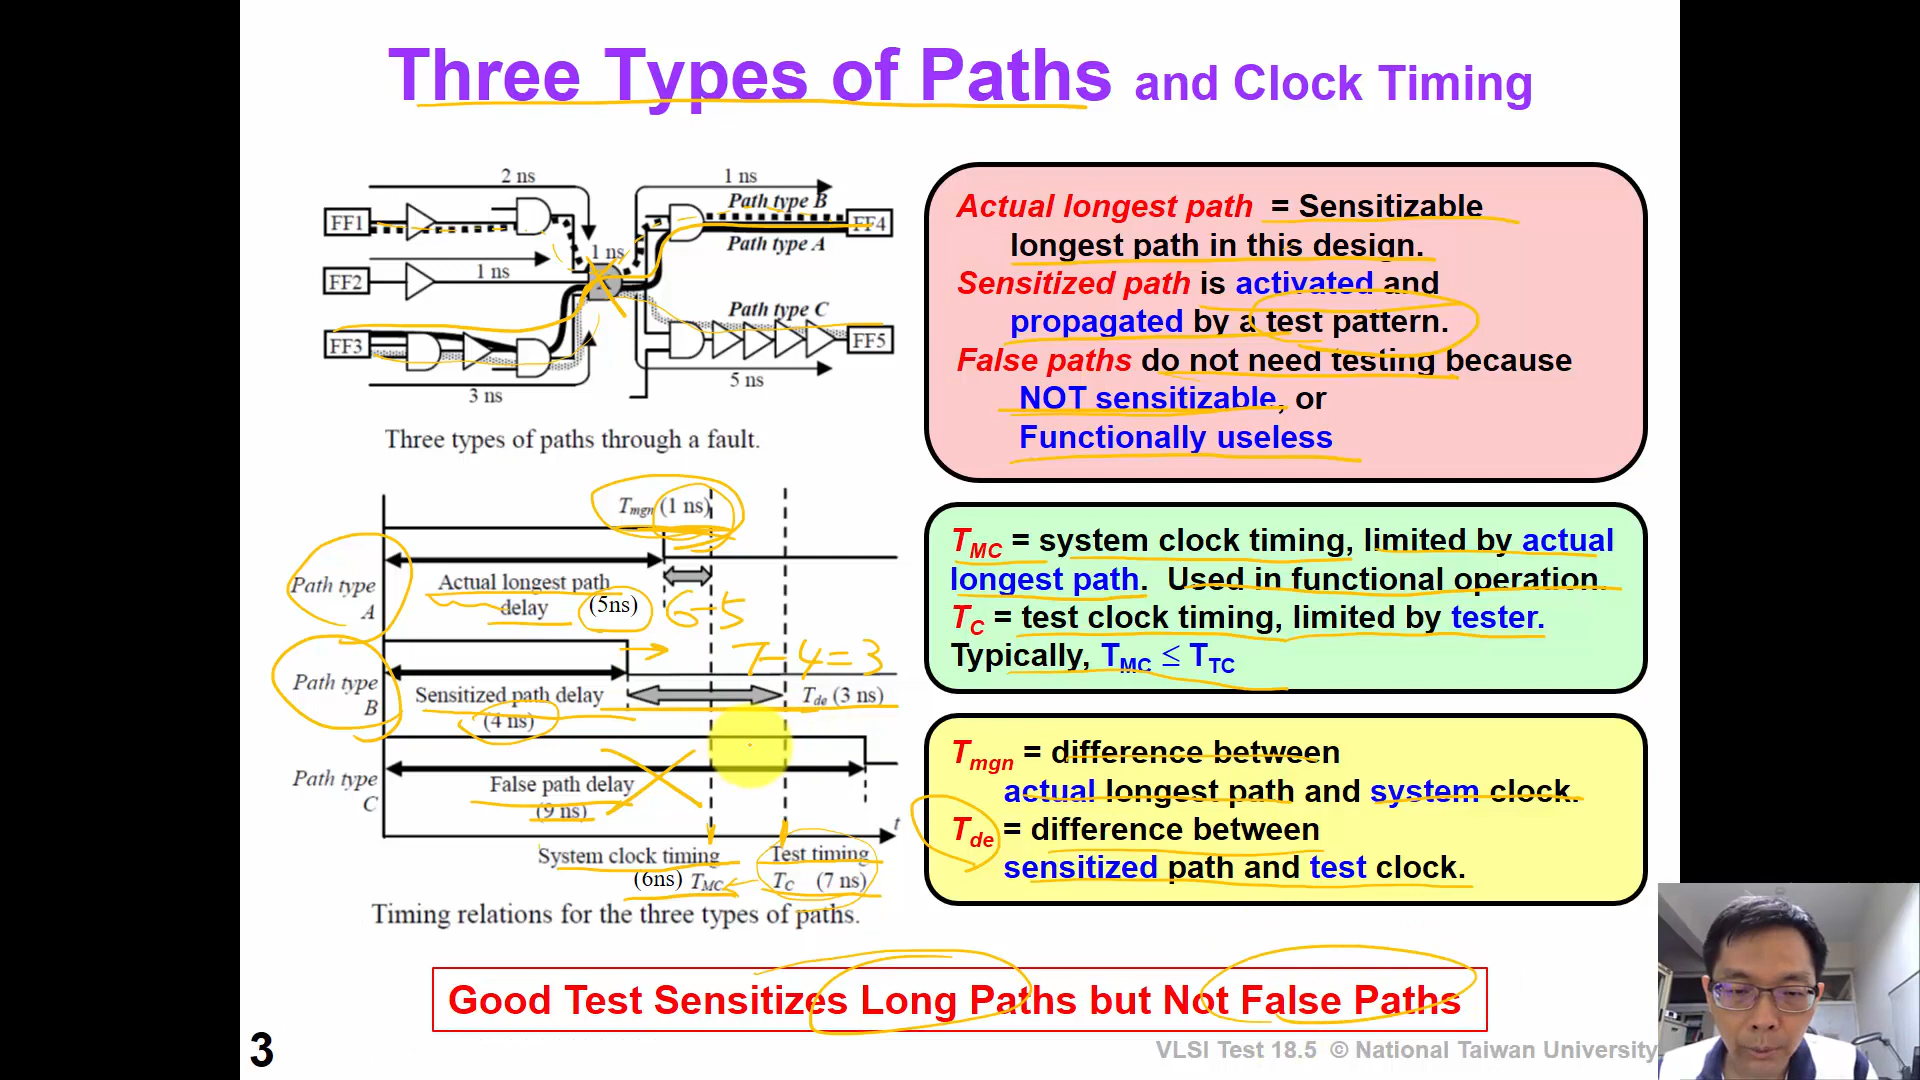 Three Types of Paths and Clock Timing
2 ns
1 ns
Path type B
FF1
FF4
Path type A
1 ns
1 ns
FF2
Path type C
FF3
FF5
5 ns
3 ns
Three types of paths through a fault.
Tmgn (1 ns)
Path type
A
Actual longest path
delay (5ns)
6-5
7-4=3
Path type
B
Sensitized path delay
(4 ns)
Tde (3 ns)
Path type
C
False path delay
(9 ns)
t
System clock timing
(6ns) TMC
Test timing
TC (7 ns)
Timing relations for the three types of paths.
Actual longest path = Sensitizable
longest path in this design.
Sensitized path is activated and
propagated by a test pattern.
False paths do not need testing because
NOT sensitizable, or
Functionally useless
TMC = system clock timing, limited by actual
longest path. Used in functional operation.
TC = test clock timing, limited by tester.
Typically, TMC ≤ TTC
Tmgn = difference between
actual longest path and system clock.
Tde = difference between
sensitized path and test clock.
Good Test Sensitizes Long Paths but Not False Paths
3
VLSI Test 18.5 © National Taiwan University